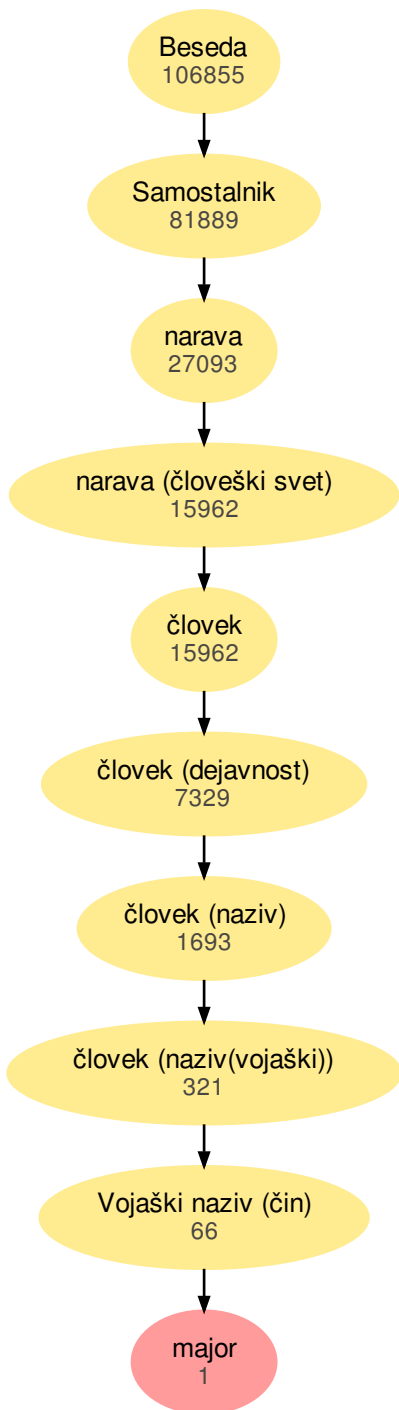 Beseda
106855
Samostalnik
81889
narava
27093
narava (človeški svet)
15962
človek
15962
človek (dejavnost)
7329
človek (naziv)
1693
človek (naziv(vojaški))
321
Vojaški naziv (čin)
66
major
1